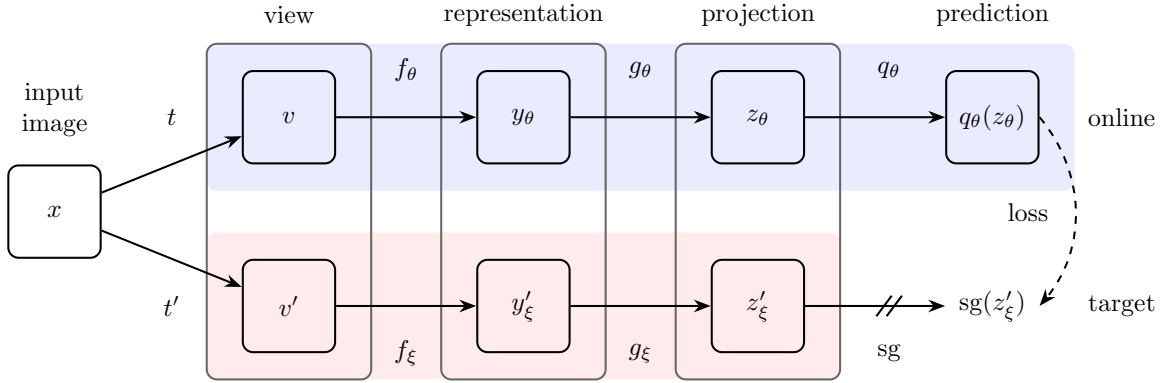 view
representation
projection
prediction
input
image
t
f_θ
g_θ
q_θ
v
y_θ
z_θ
q_θ(z_θ)
online
x
loss
t′
v′
y′_ξ
z′_ξ
sg(z′_ξ)
target
f_ξ
g_ξ
sg